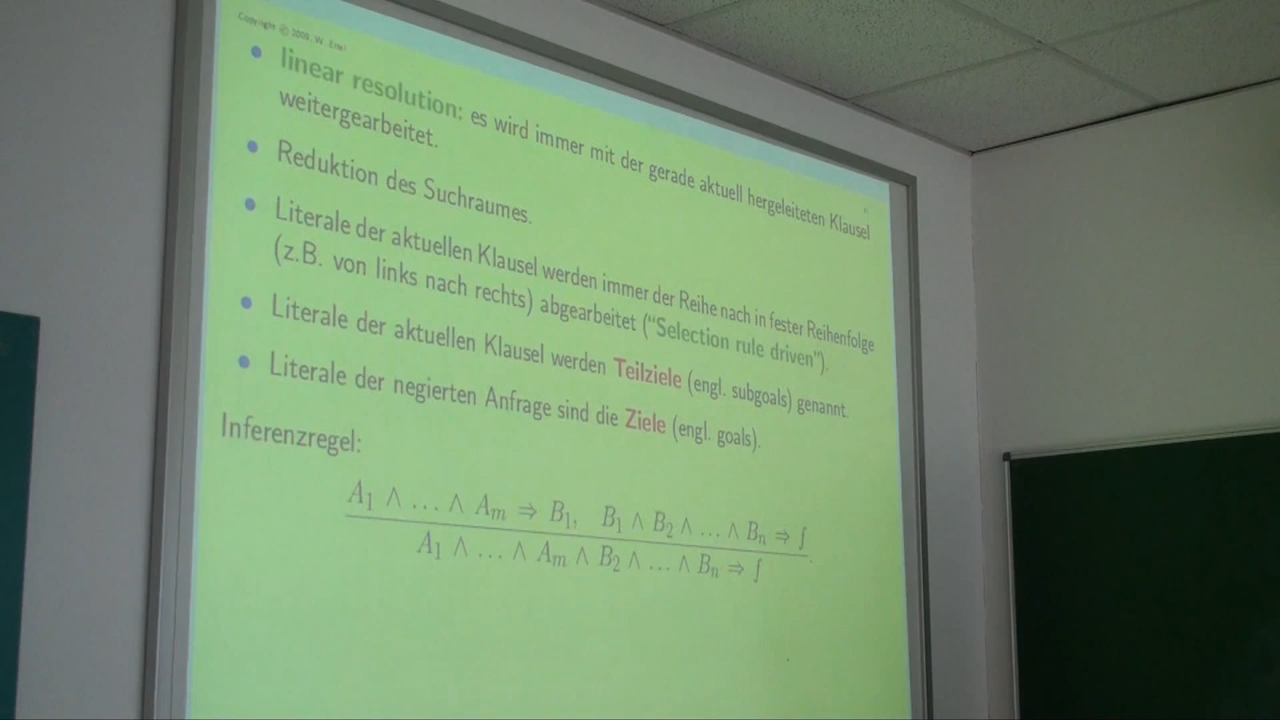 Copyright © 2009, W. Ertel
• linear resolution: es wird immer mit der gerade aktuell hergeleiteten Klausel
weitergearbeitet.
• Reduktion des Suchraumes.
• Literale der aktuellen Klausel werden immer der Reihe nach in fester Reihenfolge
(z.B. von links nach rechts) abgearbeitet (“Selection rule driven”).
• Literale der aktuellen Klausel werden Teilziele (engl. subgoals) genannt.
• Literale der negierten Anfrage sind die Ziele (engl. goals).
Inferenzregel:
A₁ ∧ … ∧ Aₘ ⇒ B₁, B₁ ∧ B₂ ∧ … ∧ Bₙ ⇒ f
A₁ ∧ … ∧ Aₘ ∧ B₂ ∧ … ∧ Bₙ ⇒ f.